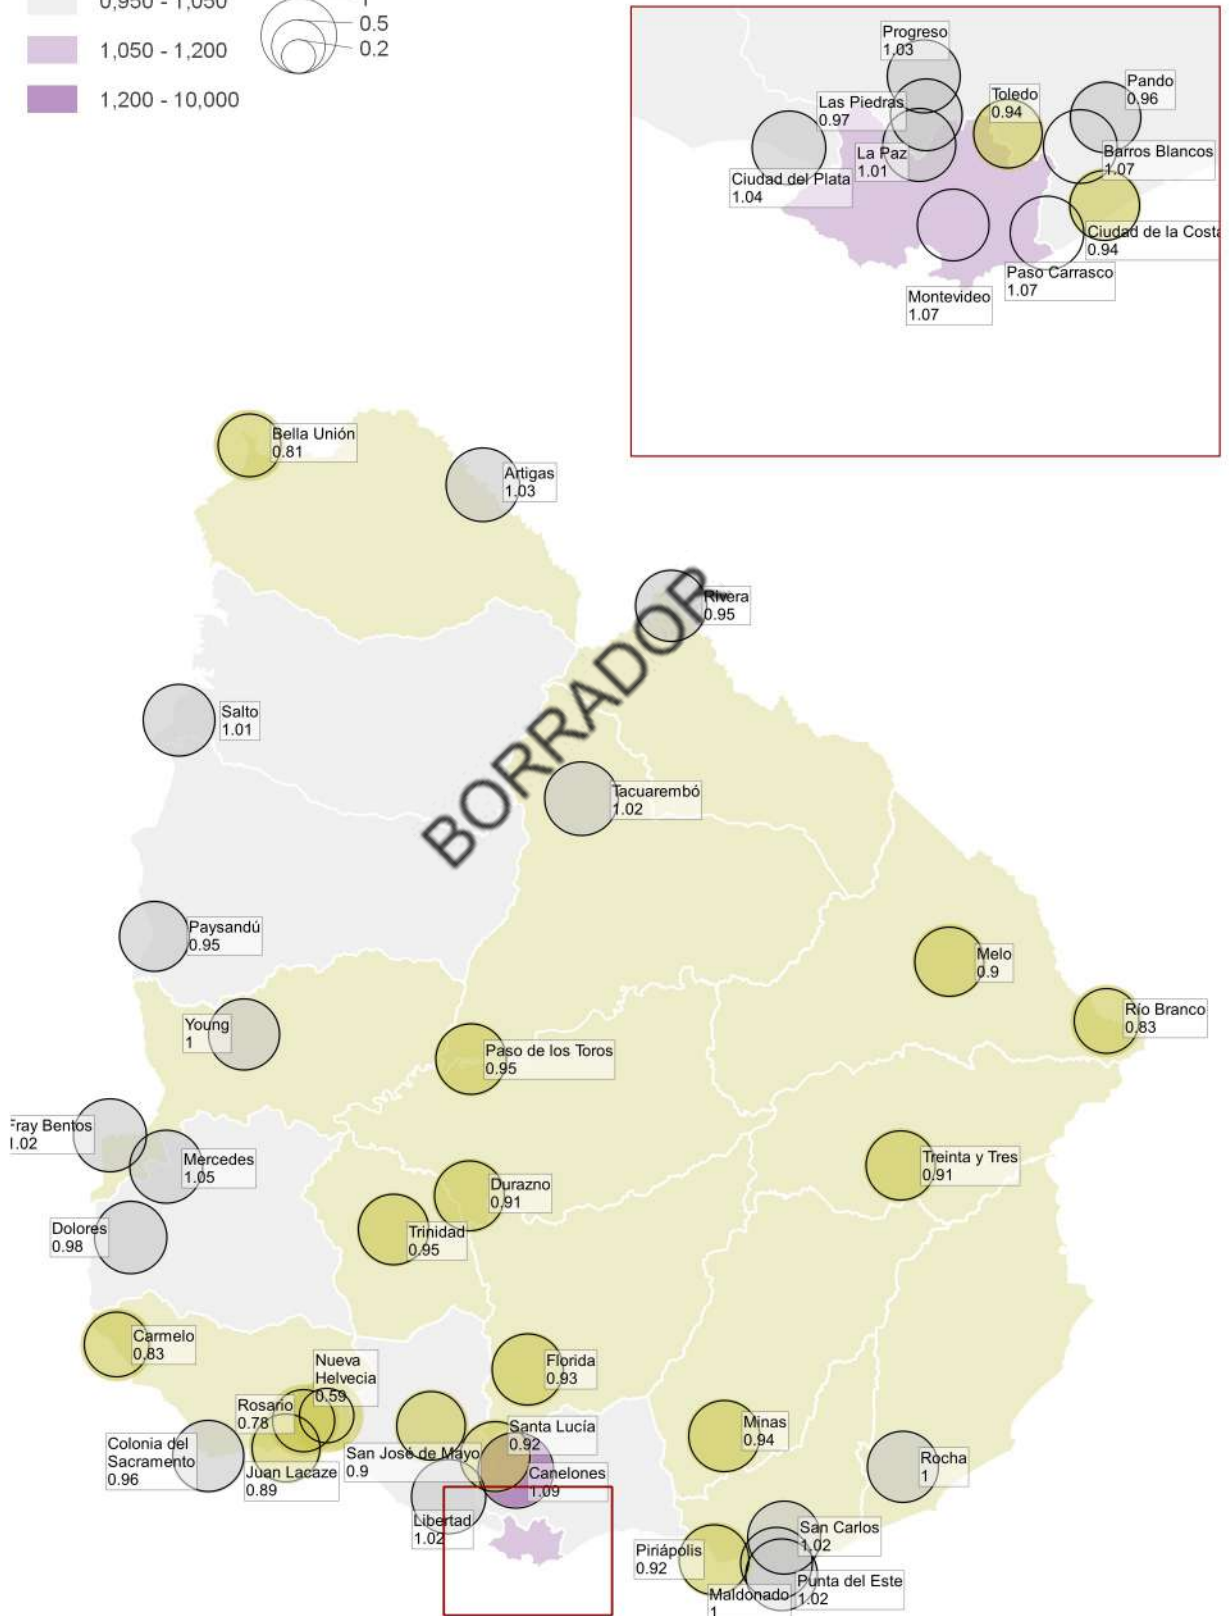 0,950 - 1,050
1
0.5
1,050 - 1,200
0.2
1,200 - 10,000
Progreso
1.03
Las Piedras
0.97
Toledo
0.94
Pando
0.96
La Paz
1.01
Barros Blancos
1.07
Ciudad del Plata
1.04
Ciudad de la Costa
0.94
Paso Carrasco
1.07
Montevideo
1.07
Bella Unión
0.81
Artigas
1.03
Rivera
0.95
BORRADOR
Salto
1.01
Tacuarembó
1.02
Paysandú
0.95
Melo
0.9
Río Branco
0.83
Young
1
Paso de los Toros
0.95
Fray Bentos
1.02
Mercedes
1.05
Treinta y Tres
0.91
Durazno
0.91
Dolores
0.98
Trinidad
0.95
Carmelo
0,83
Nueva
Helvecia
0.59
Florida
0.93
Rosario
0.78
Santa Lucía
0.92
Minas
0.94
Colonia del
Sacramento
0.96
San José de Mayo
0.9
Juan Lacaze
0.89
Canelones
1.09
Rocha
1
Libertad
1.02
San Carlos
1.02
Piriápolis
0.92
Punta del Este
1.02
Maldonado
1